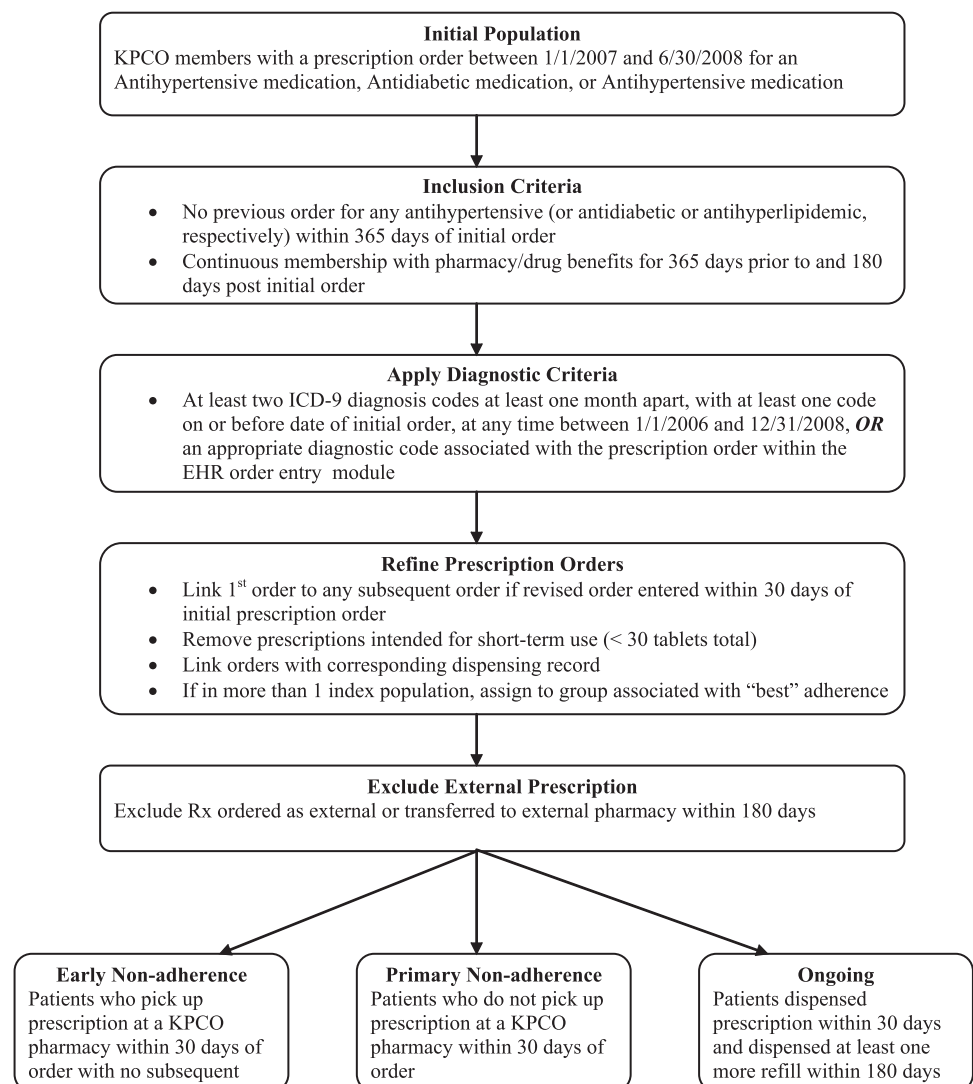 Initial Population
KPCO members with a prescription order between 1/1/2007 and 6/30/2008 for an
Antihypertensive medication, Antidiabetic medication, or Antihypertensive medication
Inclusion Criteria
• No previous order for any antihypertensive (or antidiabetic or antihyperlipidemic,
respectively) within 365 days of initial order
• Continuous membership with pharmacy/drug benefits for 365 days prior to and 180
days post initial order
Apply Diagnostic Criteria
• At least two ICD-9 diagnosis codes at least one month apart, with at least one code
on or before date of initial order, at any time between 1/1/2006 and 12/31/2008, OR
an appropriate diagnostic code associated with the prescription order within the
EHR order entry module
Refine Prescription Orders
• Link 1st order to any subsequent order if revised order entered within 30 days of
initial prescription order
• Remove prescriptions intended for short-term use (< 30 tablets total)
• Link orders with corresponding dispensing record
• If in more than 1 index population, assign to group associated with “best” adherence
Exclude External Prescription
Exclude Rx ordered as external or transferred to external pharmacy within 180 days
Early Non-adherence
Patients who pick up
prescription at a KPCO
pharmacy within 30 days of
order with no subsequent
Primary Non-adherence
Patients who do not pick up
prescription at a KPCO
pharmacy within 30 days of
order
Ongoing
Patients dispensed
prescription within 30 days
and dispensed at least one
more refill within 180 days